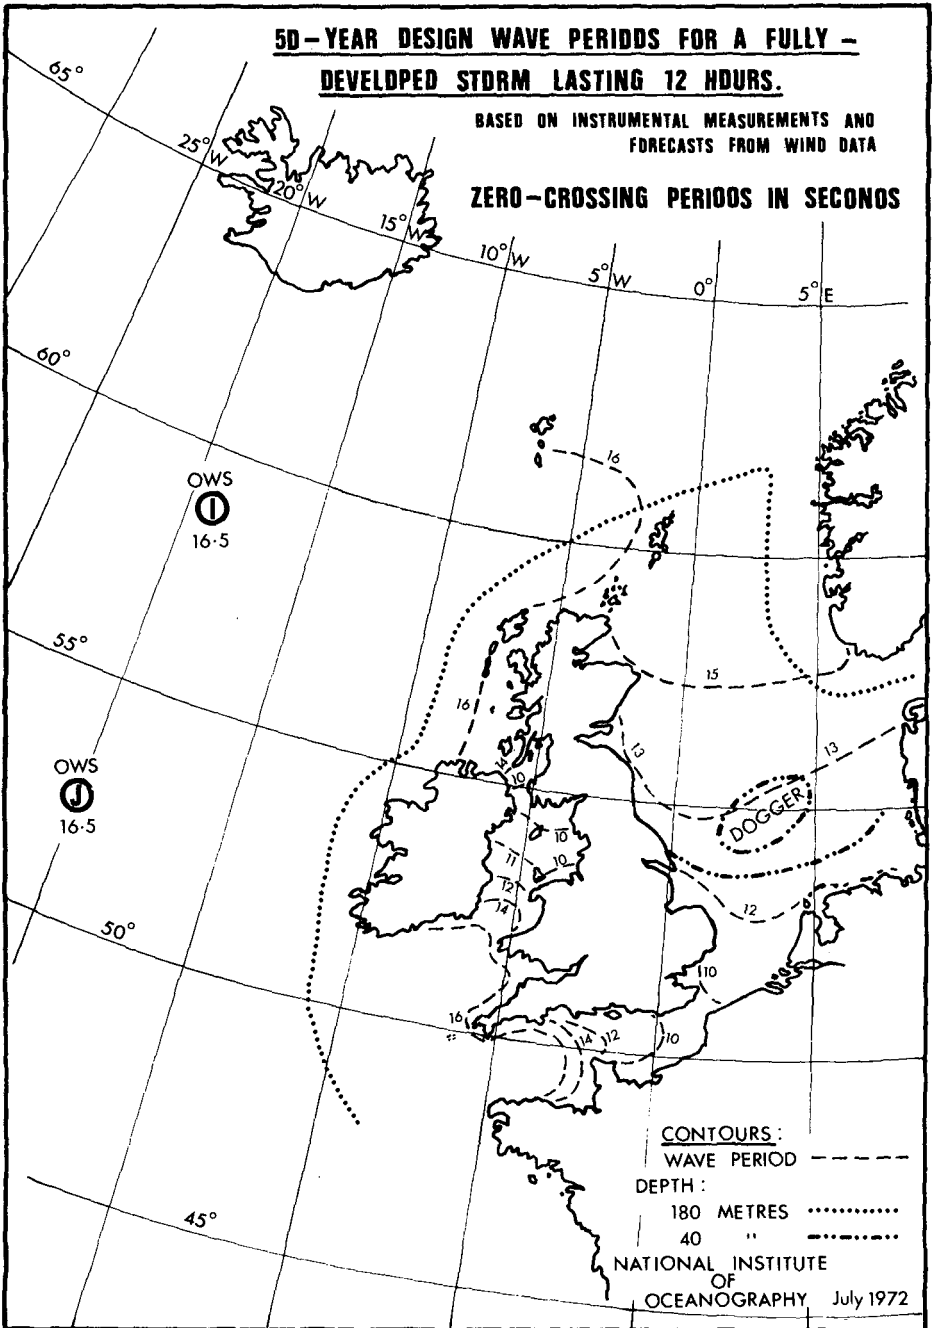 50-YEAR DESIGN WAVE PERIODS FOR A FULLY -
DEVELOPED STORM LASTING 12 HOURS.
BASED ON INSTRUMENTAL MEASUREMENTS AND
FORECASTS FROM WIND DATA
ZERO-CROSSING PERIODS IN SECONDS
65°
25°W
20°W
15°W
10°W
5°W
0°
5°E
60°
16
OWS
I
16·5
55°
15
16
13
13
OWS
J
16·5
14
10
DOGGER
10
11
10
12
14
12
50°
10
16
14
12
10
CONTOURS :
WAVE PERIOD
DEPTH :
180 METRES
40 "
45°
NATIONAL INSTITUTE
OF
OCEANOGRAPHY July 1972